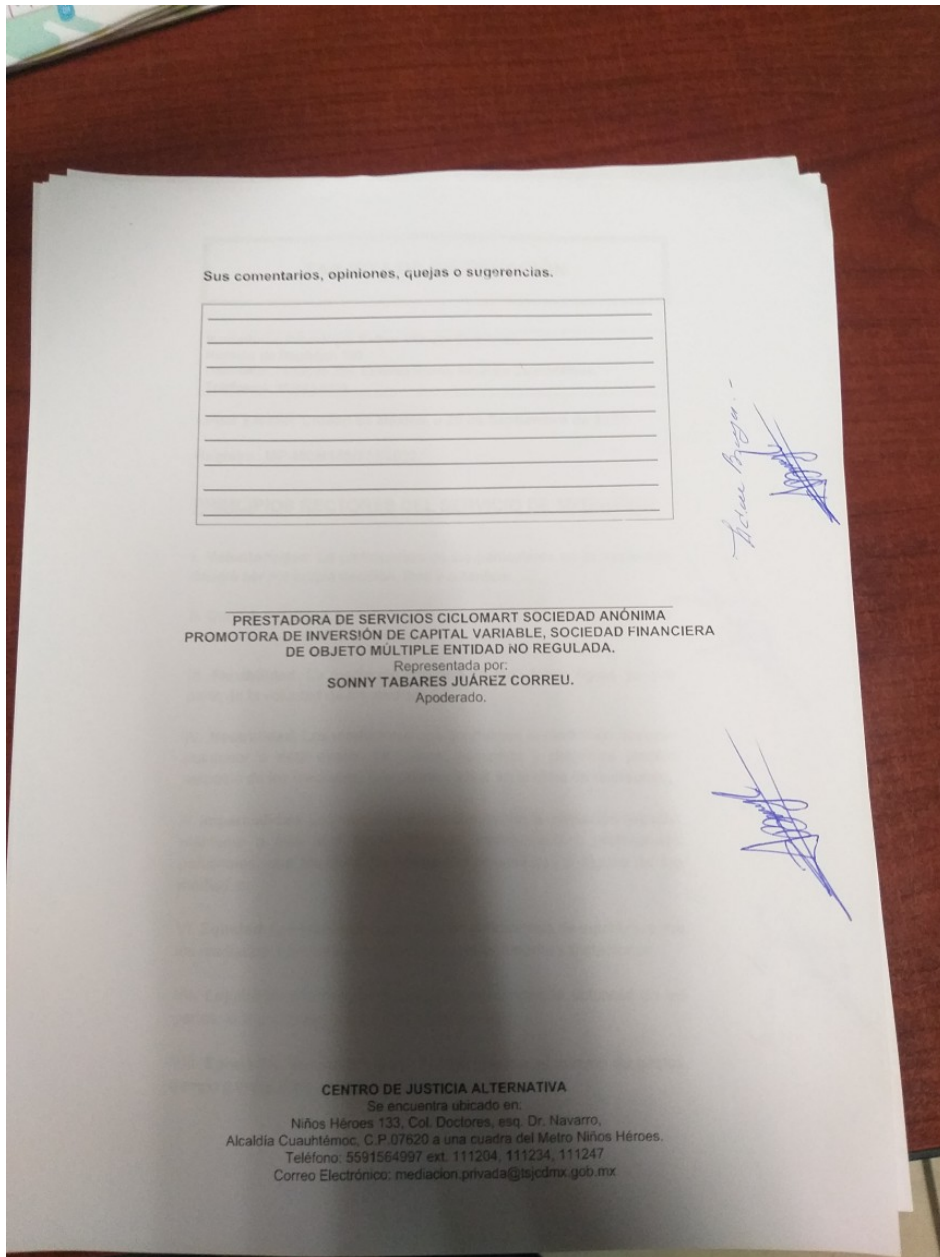 Sus comentarios, opiniones, quejas o sugerencias.
PRESTADORA DE SERVICIOS CICLOMART SOCIEDAD ANÓNIMA
PROMOTORA DE INVERSIÓN DE CAPITAL VARIABLE, SOCIEDAD FINANCIERA
DE OBJETO MÚLTIPLE ENTIDAD NO REGULADA.
Representada por:
SONNY TABARES JUÁREZ CORREU.
Apoderado.
CENTRO DE JUSTICIA ALTERNATIVA
Se encuentra ubicado en:
Niños Héroes 133, Col. Doctores, esq. Dr. Navarro,
Alcaldía Cuauhtémoc, C.P.07620 a una cuadra del Metro Niños Héroes.
Teléfono: 5591564997 ext. 111204, 111234, 111247
Correo Electrónico: mediacion.privada@tsjcdmx.gob.mx